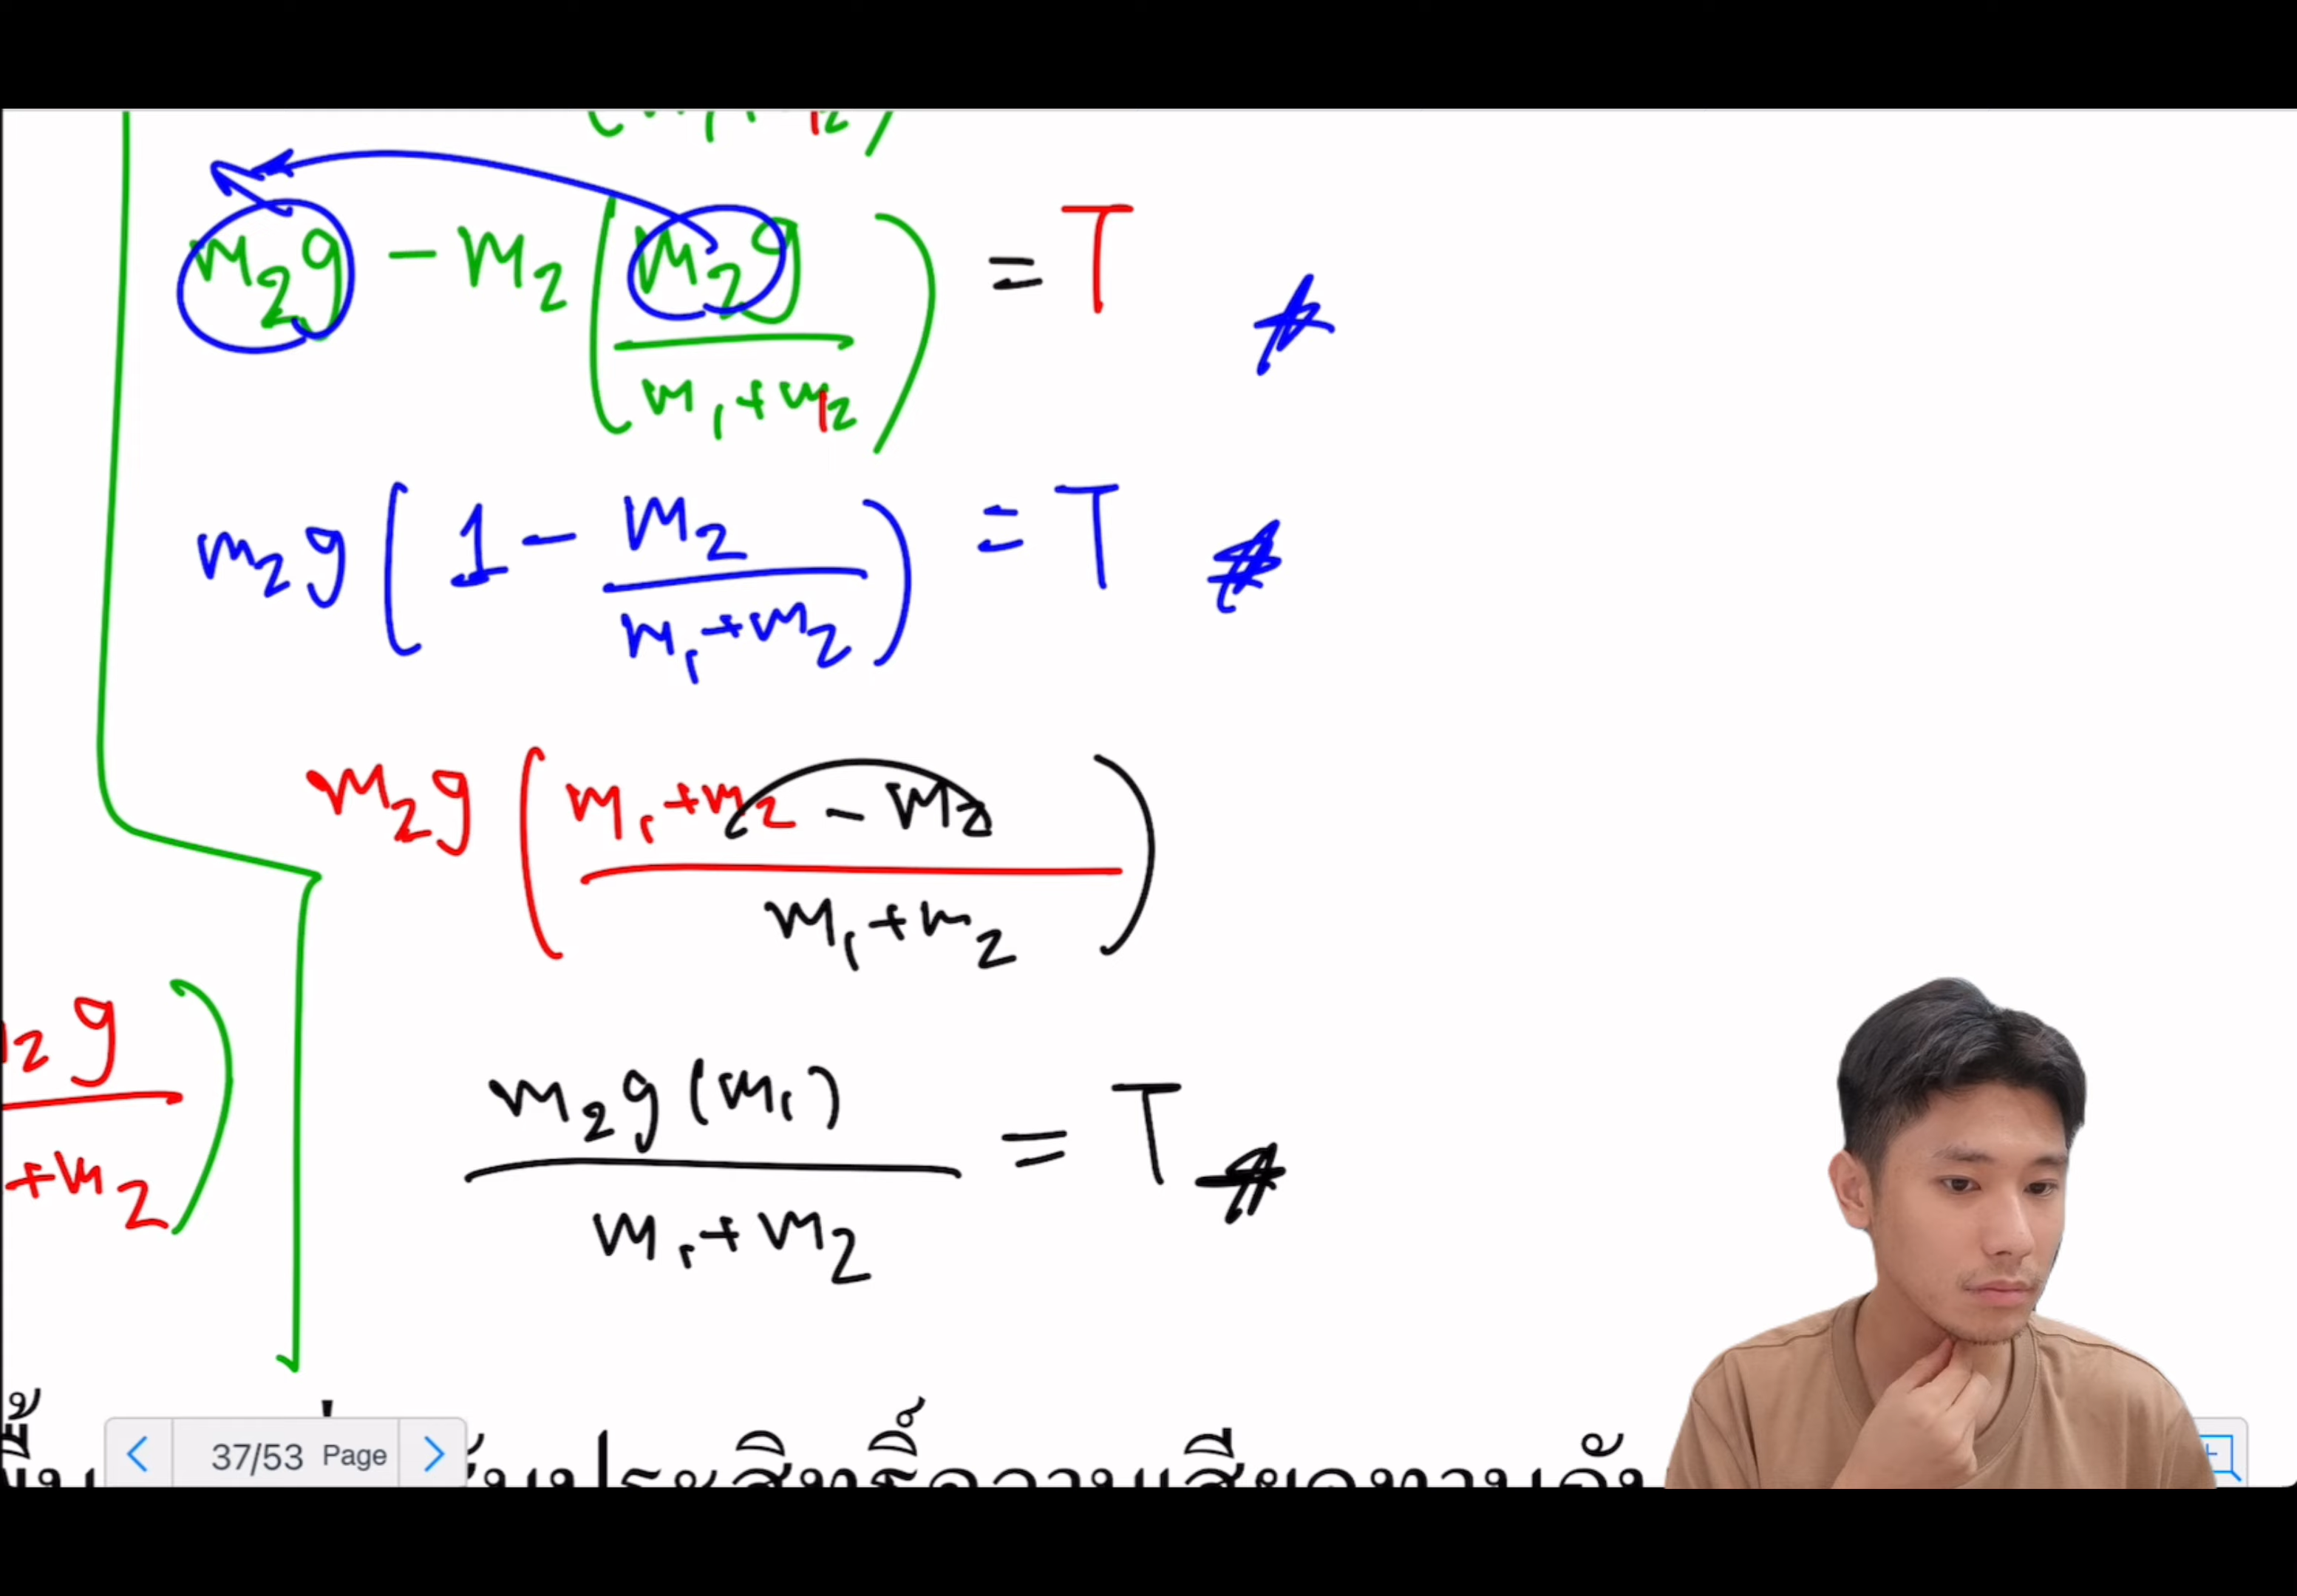 m₂g - m₂(m₂g/(m₁+m₂)) = T
m₂g(1 - m₂/(m₁+m₂)) = T
m₂g((m₁+m₂ - m₂)/(m₁+m₂))
₂g
+m₂)
m₂g(m₁)/(m₁+m₂) = T
37/53 Page